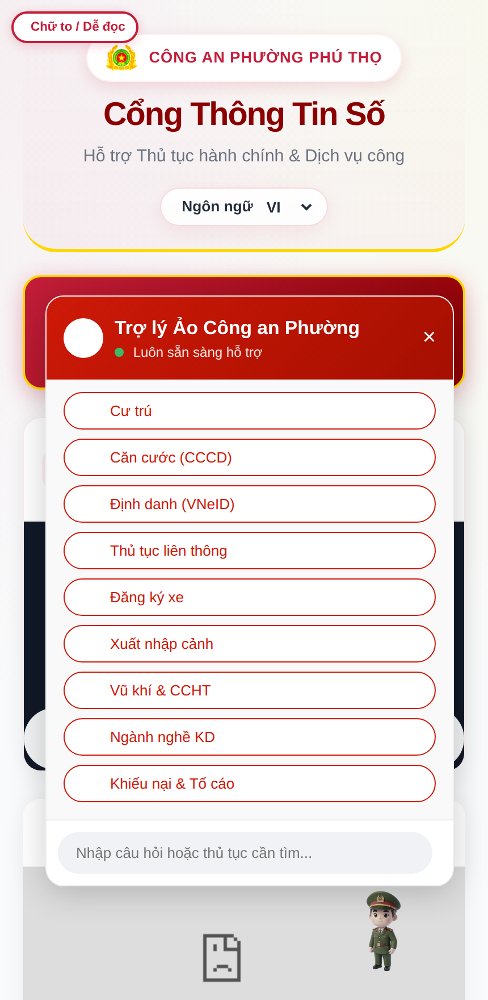 Chữ to / Dễ đọc
CÔNG AN PHƯỜNG PHÚ THỌ
Cổng Thông Tin Số
Hỗ trợ Thủ tục hành chính & Dịch vụ công
Ngôn ngữ VI
Trợ lý Ảo Công an Phường
Luôn sẵn sàng hỗ trợ
×
Cư trú
Căn cước (CCCD)
Định danh (VNeID)
Thủ tục liên thông
Đăng ký xe
Xuất nhập cảnh
Vũ khí & CCHT
Ngành nghề KD
Khiếu nại & Tố cáo
Nhập câu hỏi hoặc thủ tục cần tìm...